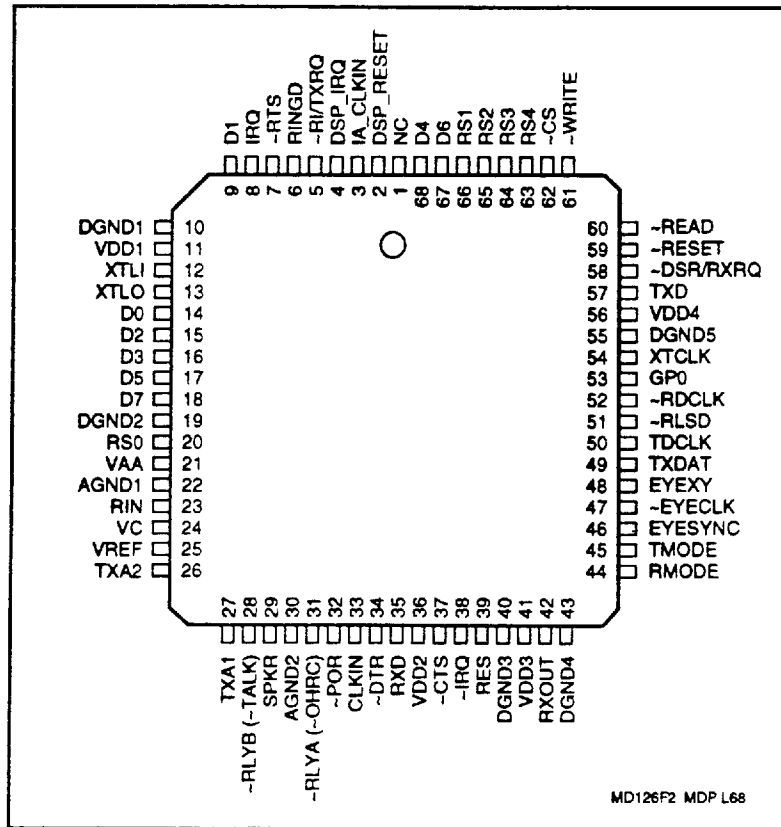 D1
IRQ
~RTS
RINGD
~RI/TXRQ
DSP_IRQ
IA_CLKIN
DSP_RESET
NC
D4
D6
RS1
RS2
RS3
RS4
~CS
~WRITE
9 8 7 6 5 4 3 2 1 68 67 66 65 64 63 62 61
DGND1 10
VDD1 11
XTLI 12
XTLO 13
D0 14
D2 15
D3 16
D5 17
D7 18
DGND2 19
RS0 20
VAA 21
AGND1 22
RIN 23
VC 24
VREF 25
TXA2 26
60 ~READ
59 ~RESET
58 ~DSR/RXRQ
57 TXD
56 VDD4
55 DGND5
54 XTCLK
53 GP0
52 ~RDCLK
51 ~RLSD
50 TDCLK
49 TXDAT
48 EYEXY
47 ~EYECLK
46 EYESYNC
45 TMODE
44 RMODE
27 28 29 30 31 32 33 34 35 36 37 38 39 40 41 42 43
TXA1
~RLYB (~TALK)
SPKR
AGND2
~RLYA (~OHRC)
~POR
CLKIN
~DTR
RXD
VDD2
~CTS
~IRQ
RES
DGND3
VDD3
RXOUT
DGND4
MD126F2 MDP L68